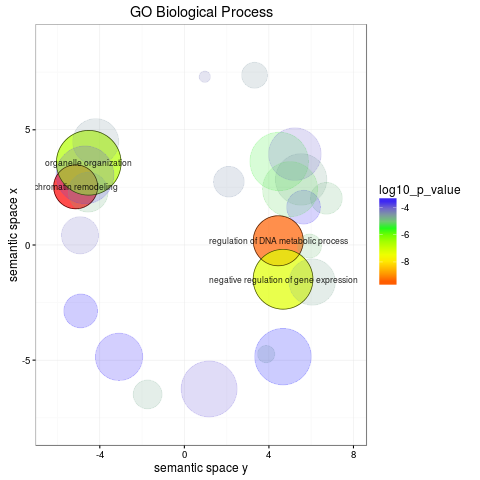 GO Biological Process
log10_p_value
-4
-6
-8
semantic space x
5
0
-5
organelle organization
chromatin remodeling
regulation of DNA metabolic process
negative regulation of gene expression
-4
0
4
8
semantic space y